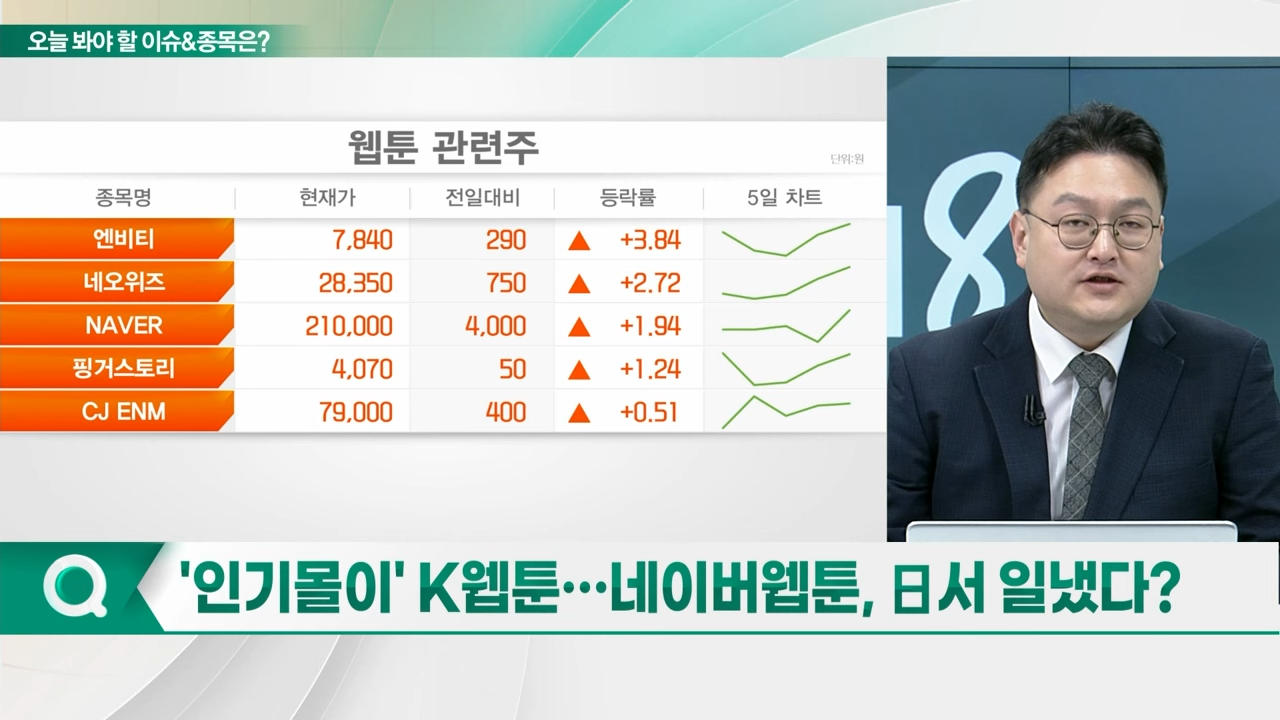 오늘 봐야 할 이슈&종목은?
웹툰 관련주
단위:원
종목명 현재가 전일대비 등락률 5일 차트
엔비티 7,840 290 ▲ +3.84
네오위즈 28,350 750 ▲ +2.72
NAVER 210,000 4,000 ▲ +1.94
핑거스토리 4,070 50 ▲ +1.24
CJ ENM 79,000 400 ▲ +0.51
8
'인기몰이' K웹툰…네이버웹툰, 日서 일냈다?